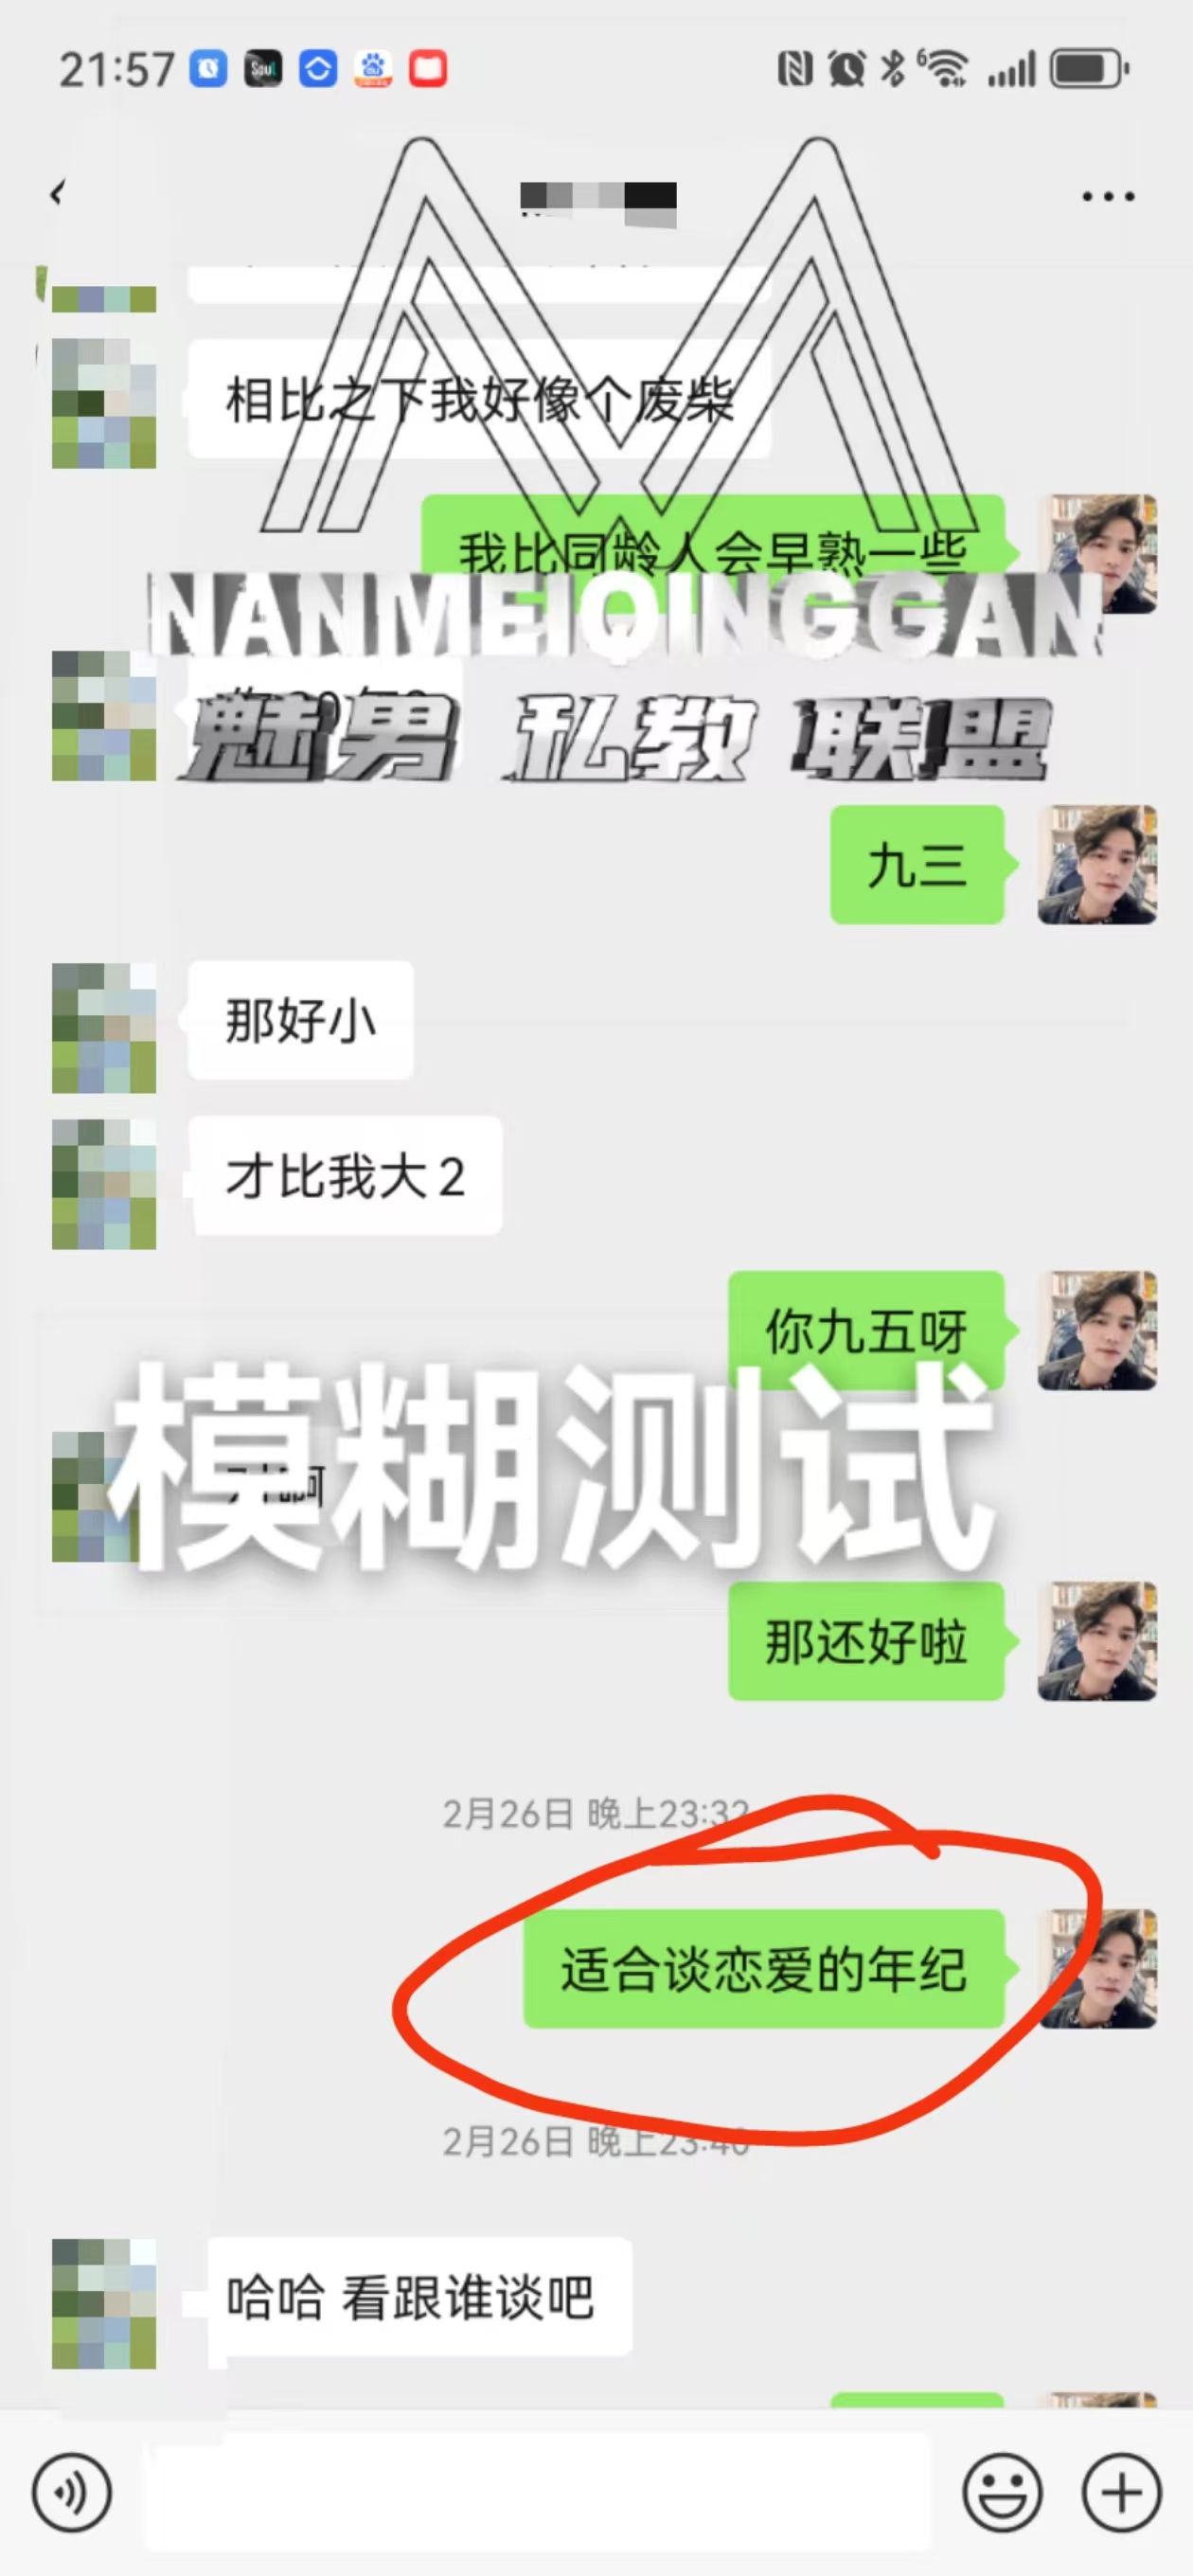 21:57
Soul
相比之下我好像个废柴
我比同龄人会早熟一些
NANMEIQINGGAN
魅男 私教 联盟
九三
那好小
才比我大2
你九五呀
模糊测试
那还好啦
2月26日 晚上23:32
适合谈恋爱的年纪
2月26日 晚上23:40
哈哈 看跟谁谈吧